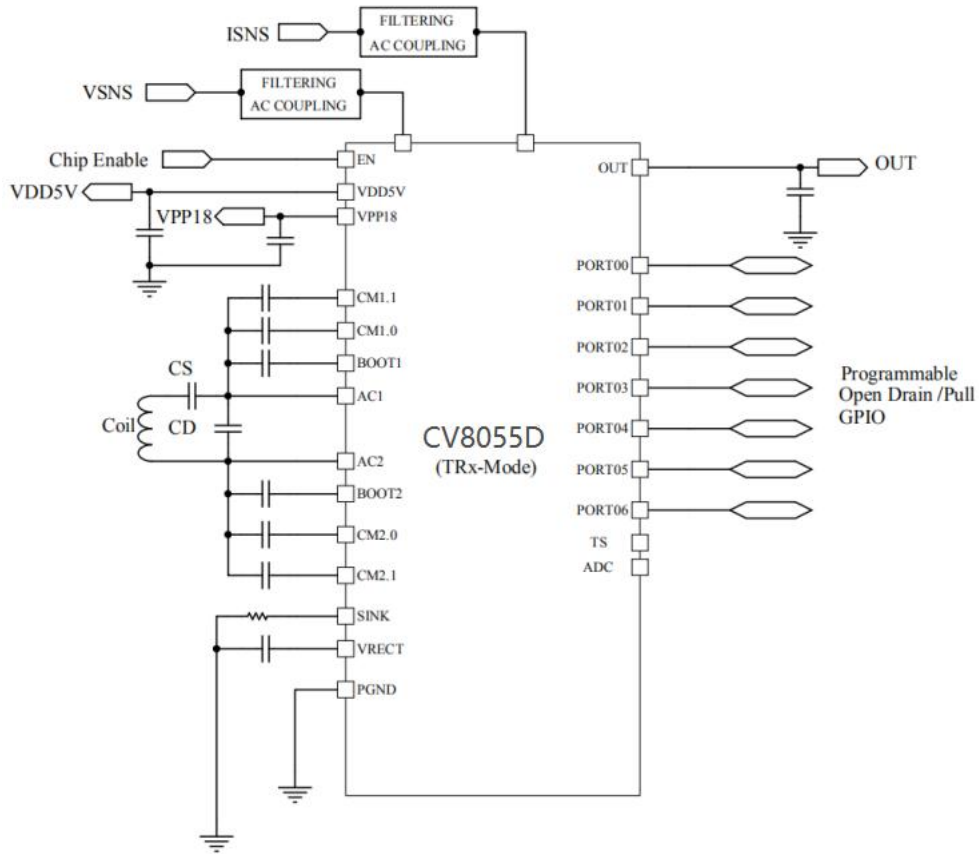 ISNS
FILTERING
AC COUPLING
VSNS
FILTERING
AC COUPLING
Chip Enable
EN
VDD5V
VDD5V
VPP18
VPP18
CM1.1
CM1.0
BOOT1
CS
AC1
Coil
CD
AC2
BOOT2
CM2.0
CM2.1
SINK
VRECT
PGND
CV8055D
(TRx-Mode)
OUT
OUT
PORT00
PORT01
PORT02
PORT03
PORT04
PORT05
PORT06
TS
ADC
Programmable
Open Drain /Pull
GPIO